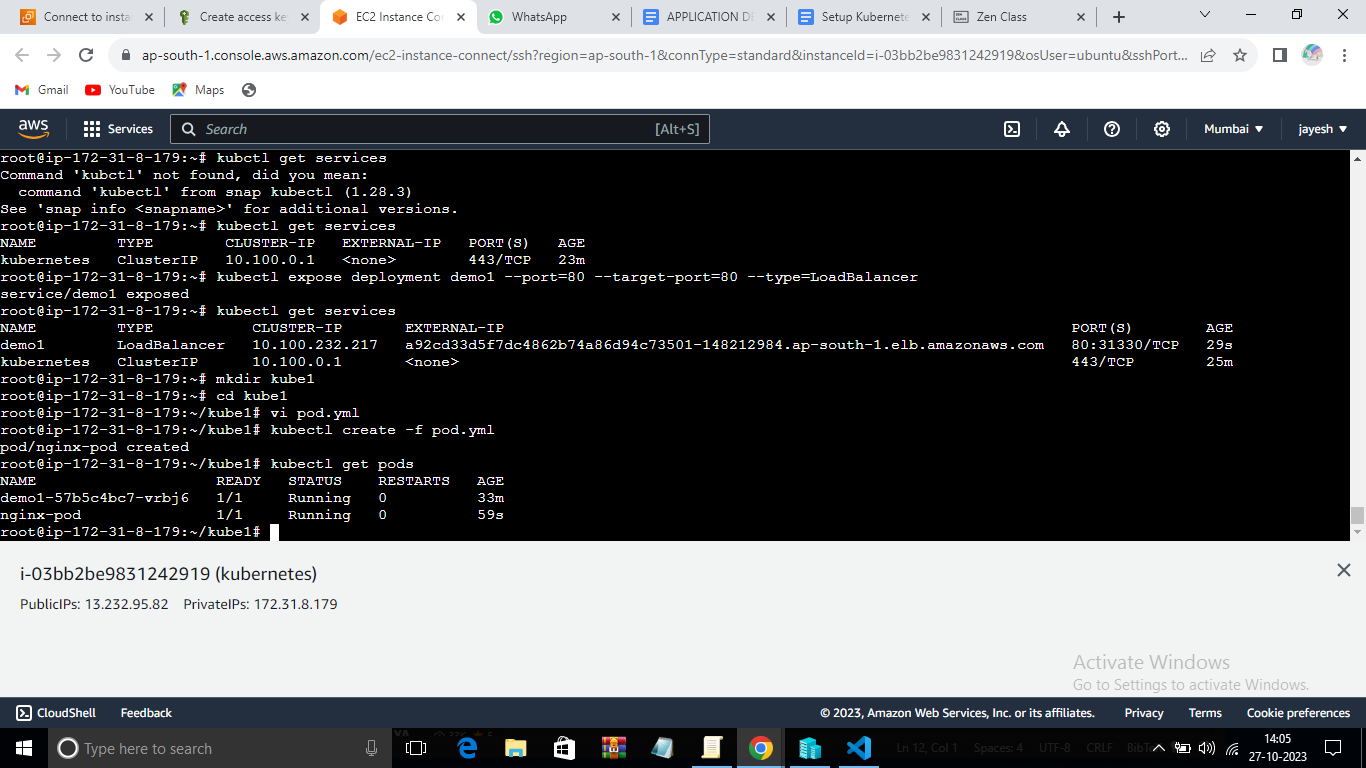 Connect to insta
Create access ke
EC2 Instance Co
WhatsApp
APPLICATION DE
Setup Kubernete
Zen Class
ap-south-1.console.aws.amazon.com/ec2-instance-connect/ssh?region=ap-south-1&connType=standard&instanceId=i-03bb2be9831242919&osUser=ubuntu&sshPort...
Gmail YouTube Maps
aws Services Search [Alt+S] Mumbai jayesh
root@ip-172-31-8-179:~# kubctl get services
Command 'kubctl' not found, did you mean:
  command 'kubectl' from snap kubectl (1.28.3)
See 'snap info <snapname>' for additional versions.
root@ip-172-31-8-179:~# kubectl get services
NAME         TYPE        CLUSTER-IP   EXTERNAL-IP   PORT(S)   AGE
kubernetes   ClusterIP   10.100.0.1   <none>        443/TCP   23m
root@ip-172-31-8-179:~# kubectl expose deployment demo1 --port=80 --target-port=80 --type=LoadBalancer
service/demo1 exposed
root@ip-172-31-8-179:~# kubectl get services
NAME         TYPE           CLUSTER-IP       EXTERNAL-IP                                                               PORT(S)        AGE
demo1        LoadBalancer   10.100.232.217   a92cd33d5f7dc4862b74a86d94c73501-148212984.ap-south-1.elb.amazonaws.com   80:31330/TCP   29s
kubernetes   ClusterIP      10.100.0.1       <none>                                                                    443/TCP        25m
root@ip-172-31-8-179:~# mkdir kube1
root@ip-172-31-8-179:~# cd kube1
root@ip-172-31-8-179:~/kube1# vi pod.yml
root@ip-172-31-8-179:~/kube1# kubectl create -f pod.yml
pod/nginx-pod created
root@ip-172-31-8-179:~/kube1# kubectl get pods
NAME                    READY   STATUS    RESTARTS   AGE
demo1-57b5c4bc7-vrbj6   1/1     Running   0          33m
nginx-pod               1/1     Running   0          59s
root@ip-172-31-8-179:~/kube1#
i-03bb2be9831242919 (kubernetes)
PublicIPs: 13.232.95.82 PrivateIPs: 172.31.8.179
Activate Windows
Go to Settings to activate Windows.
CloudShell Feedback © 2023, Amazon Web Services, Inc. or its affiliates. Privacy Terms Cookie preferences
Type here to search
Ln 12, Col 1 Spaces: 4 UTF-8 CRLF
14:05
27-10-2023